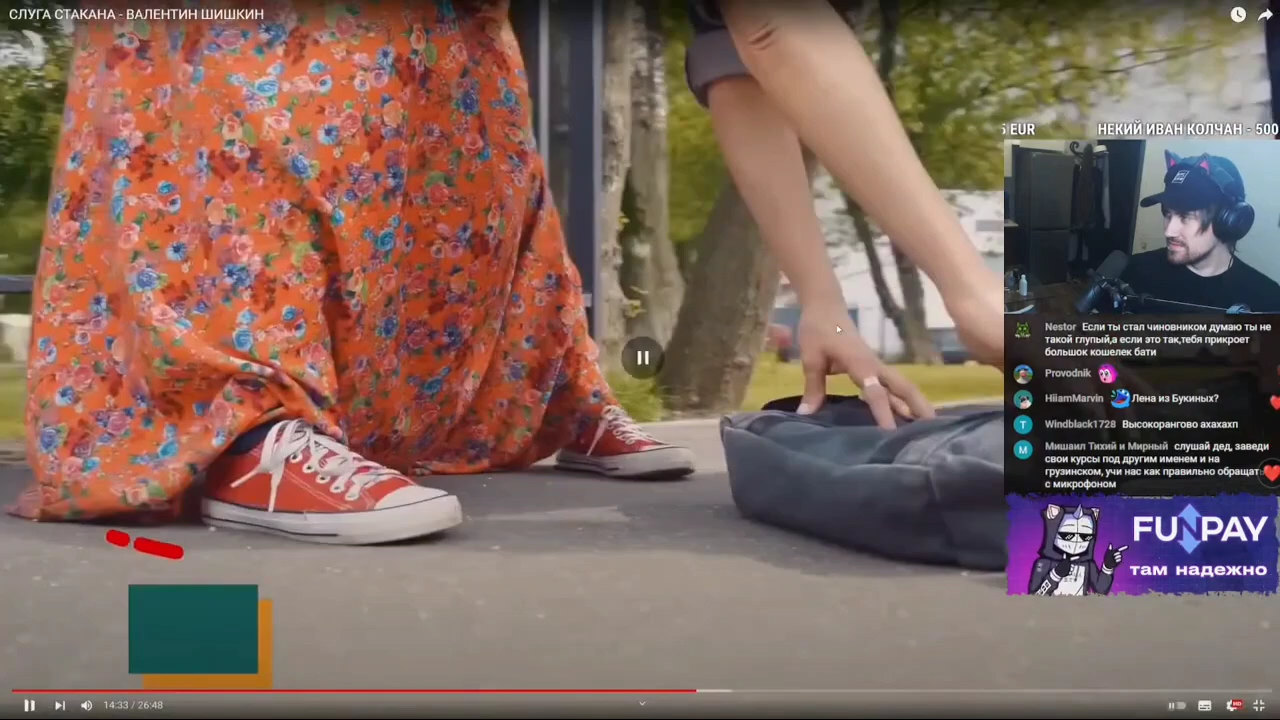 СЛУГА СТАКАНА - ВАЛЕНТИН ШИШКИН
EUR НЕКИЙ ИВАН КОЛЧАН - 500
Nestor Если ты стал чиновником думаю ты не
такой глупый,а если это так,тебя прикроет
большок кошелек бати
Provodnik
HiiamMarvin Лена из Букиных?
Windblack1728 Высокорангово ахахахп
Мишаил Тихий и Мирный слушай дед, заведи
свои курсы под другим именем и на
грузинском, учи нас как правильно обращат
с микрофоном
FUNPAY
там надежно
14:33 / 26:48
HD